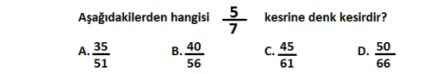 Aşağıdakilerden hangisi 5/7 kesrine denk kesirdir?
A. 35/51 B. 40/56 C. 45/61 D. 50/66